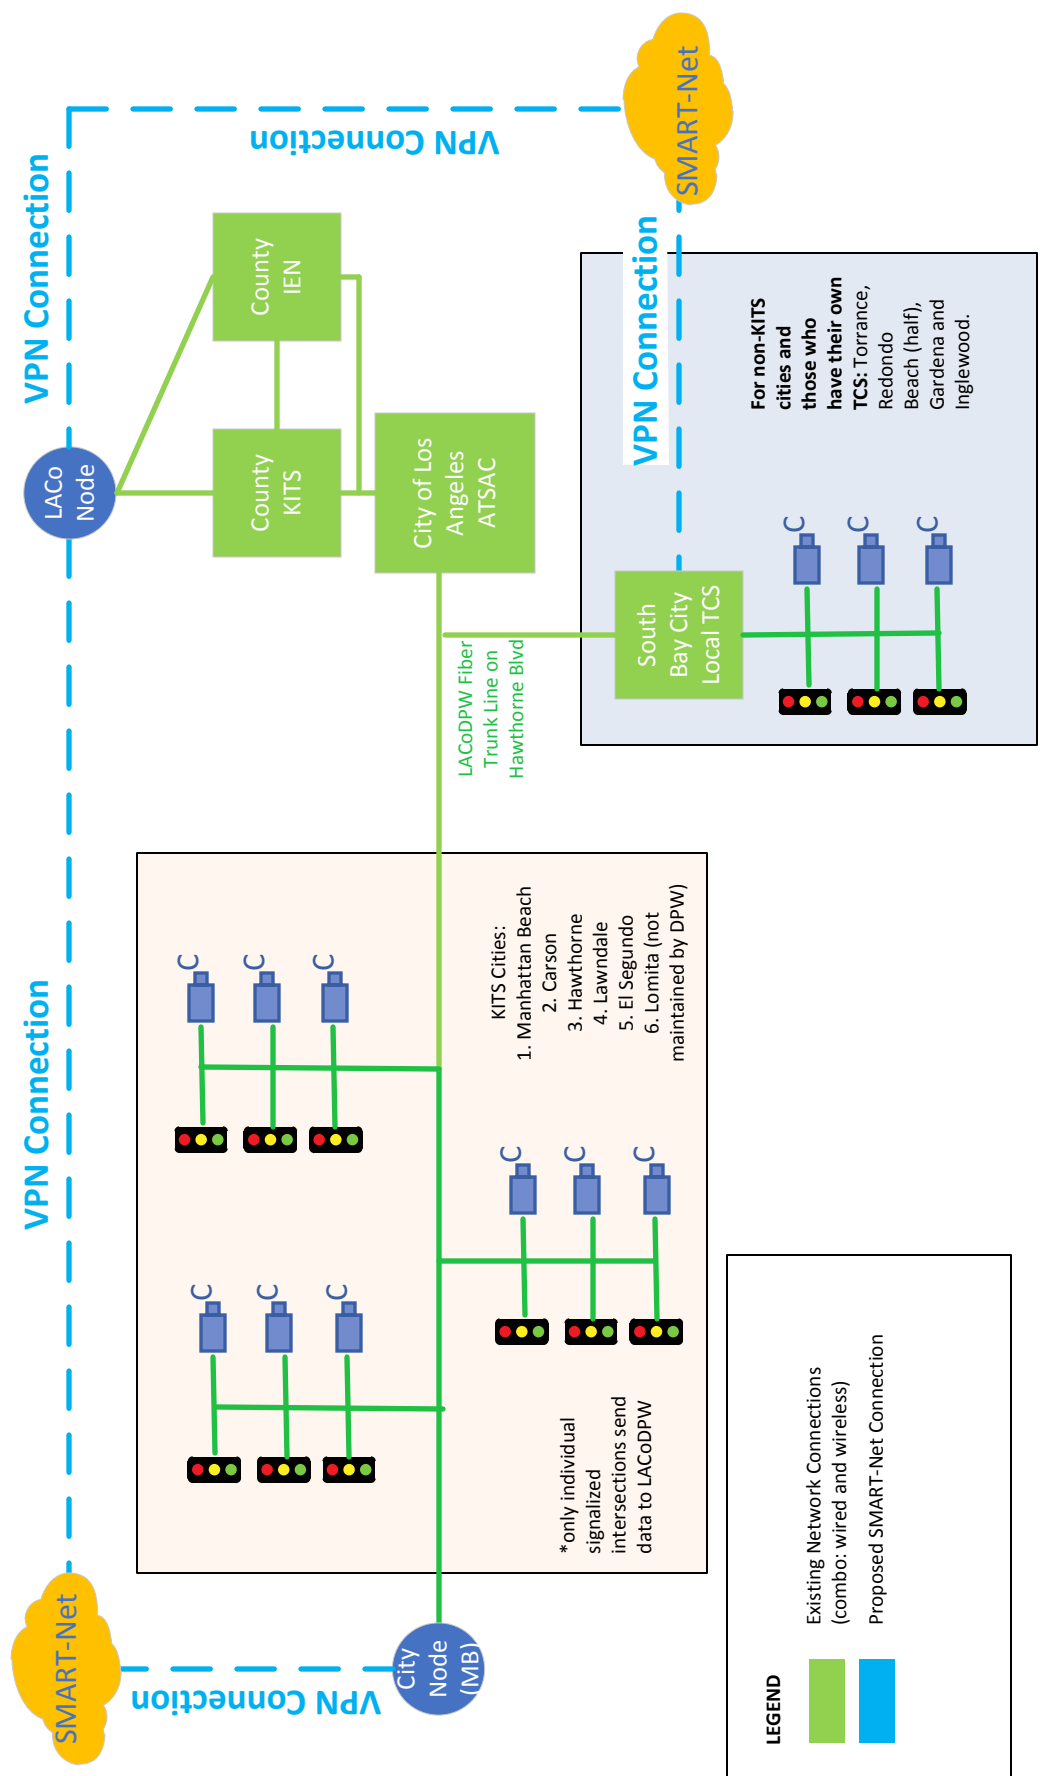 SMART-Net
VPN Connection
VPN Connection
LACo
Node
VPN Connection
VPN Connection
SMART-Net
County
KITS
County
IEN
City of Los
Angeles
ATSAC
City
Node
(MB)
VPN Connection
C
C
C
C
C
C
C
C
C
*only individual
signalized
intersections send
data to LACoDPW
KITS Cities:
1. Manhattan Beach
2. Carson
3. Hawthorne
4. Lawndale
5. El Segundo
6. Lomita (not
maintained by DPW)
LACoDPW Fiber
Trunk Line on
Hawthorne Blvd
South
Bay City
Local TCS
VPN Connection
C
C
C
For non-KITS
cities and
those who
have their own
TCS: Torrance,
Redondo
Beach (half),
Gardena and
Inglewood.
LEGEND
Existing Network Connections
(combo: wired and wireless)
Proposed SMART-Net Connection